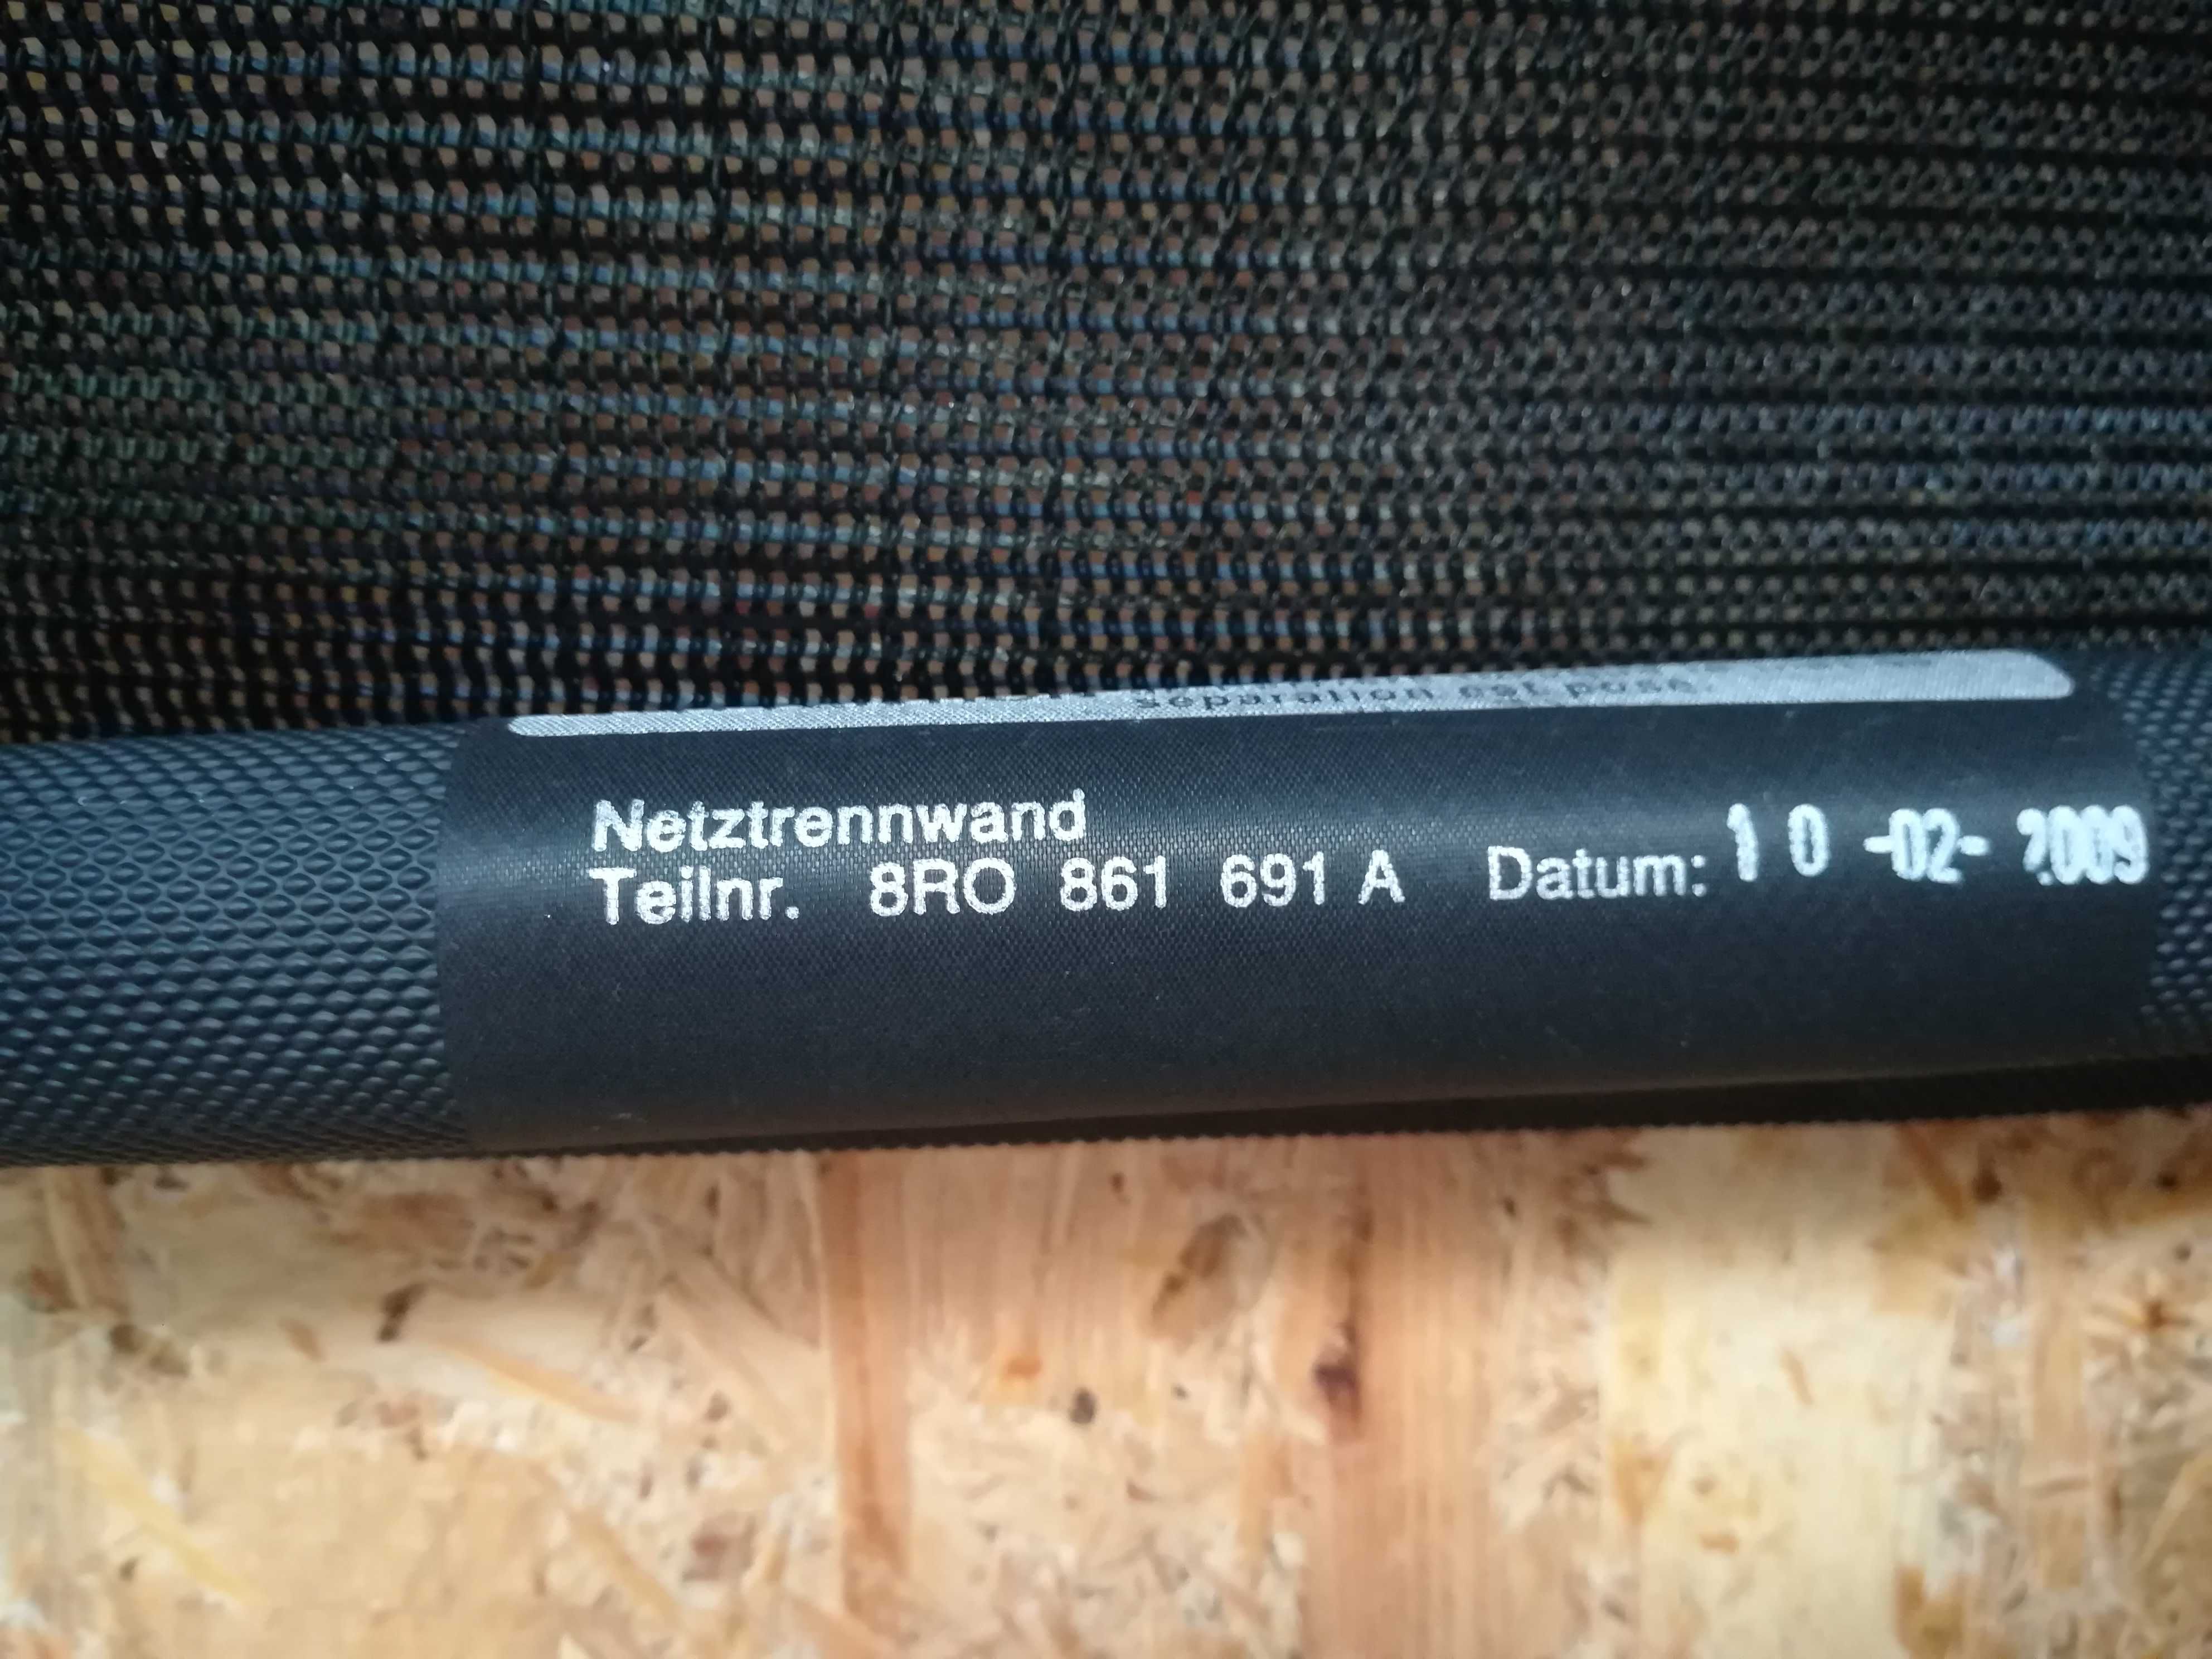 séparation est posé.
Netztrennwand
Teilnr. 8RO 861 691 A Datum: 10-02-2009